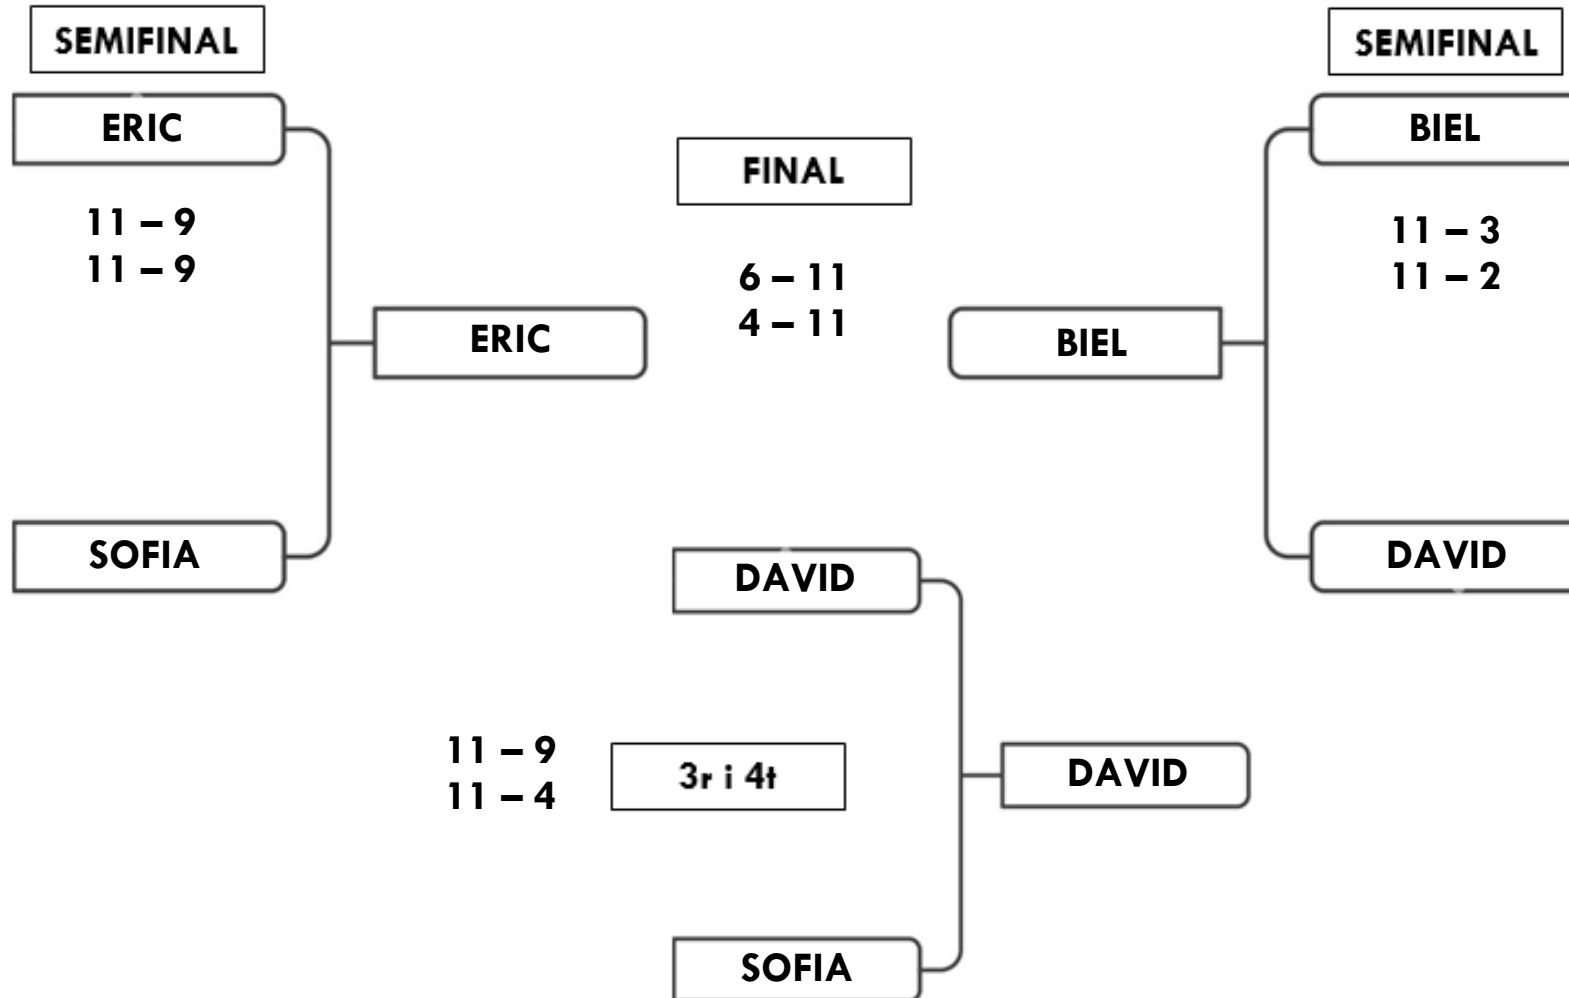 SEMIFINAL
SEMIFINAL
ERIC
BIEL
FINAL
11 – 9
11 – 9
11 – 3
11 – 2
6 – 11
4 – 11
ERIC
BIEL
SOFIA
DAVID
DAVID
11 – 9
11 – 4
3r i 4t
DAVID
SOFIA